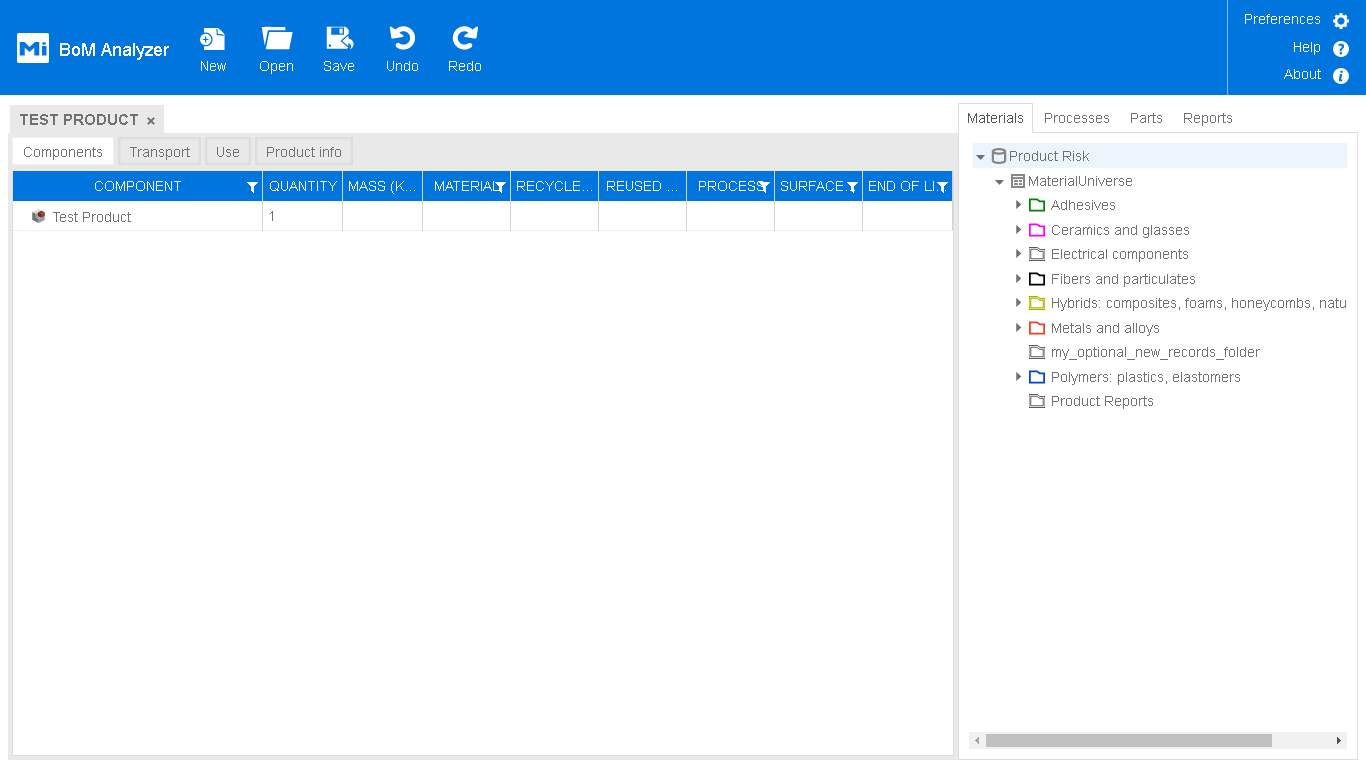 Mi BoM Analyzer
New Open Save Undo Redo
Preferences
Help
About
TEST PRODUCT ×
Components Transport Use Product info
COMPONENT QUANTITY MASS (K... MATERIAL RECYCLE... REUSED ... PROCESS SURFACE END OF LI
Test Product 1
Materials Processes Parts Reports
Product Risk
MaterialUniverse
Adhesives
Ceramics and glasses
Electrical components
Fibers and particulates
Hybrids: composites, foams, honeycombs, natu
Metals and alloys
my_optional_new_records_folder
Polymers: plastics, elastomers
Product Reports